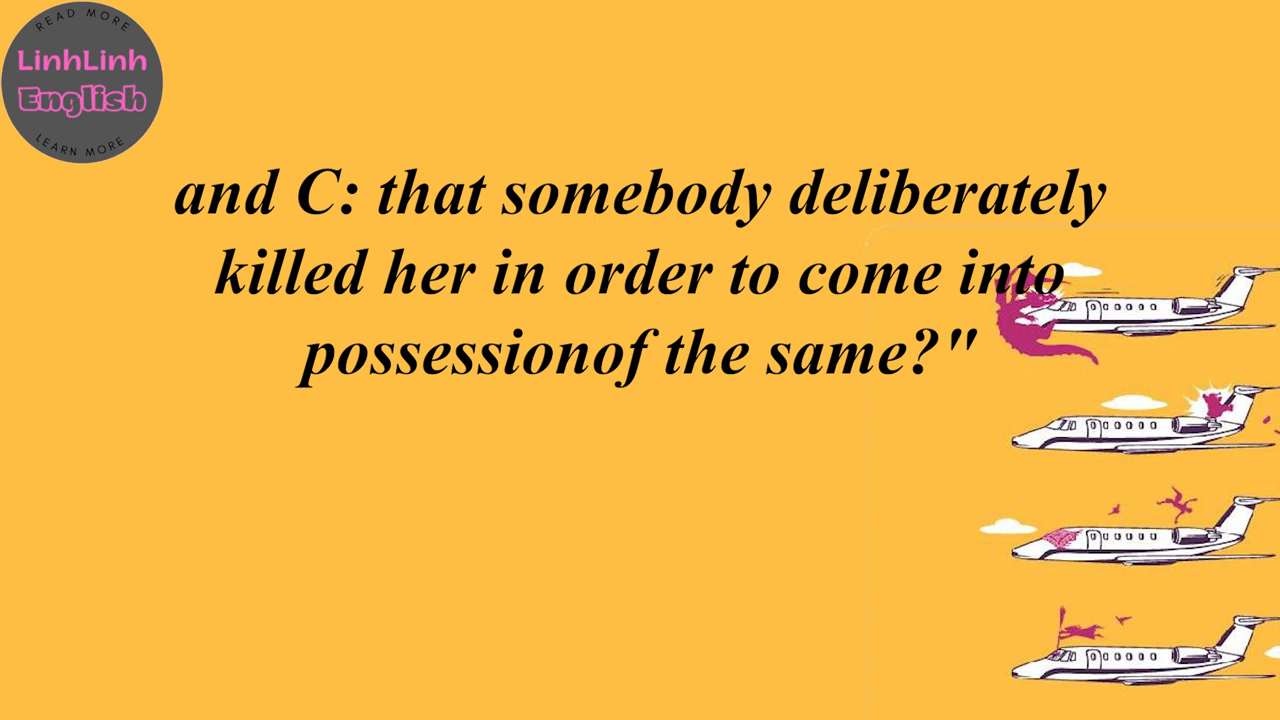 READ MORE
LinhLinh
English
LEARN MORE
and C: that somebody deliberately
killed her in order to come into
possessionof the same?"